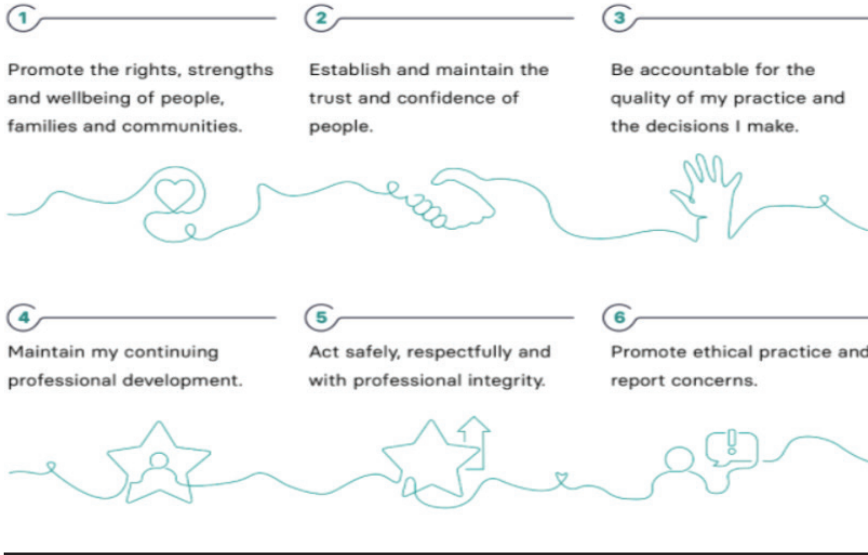 1
Promote the rights, strengths
and wellbeing of people,
families and communities.
2
Establish and maintain the
trust and confidence of
people.
3
Be accountable for the
quality of my practice and
the decisions I make.
4
Maintain my continuing
professional development.
5
Act safely, respectfully and
with professional integrity.
6
Promote ethical practice and
report concerns.
!